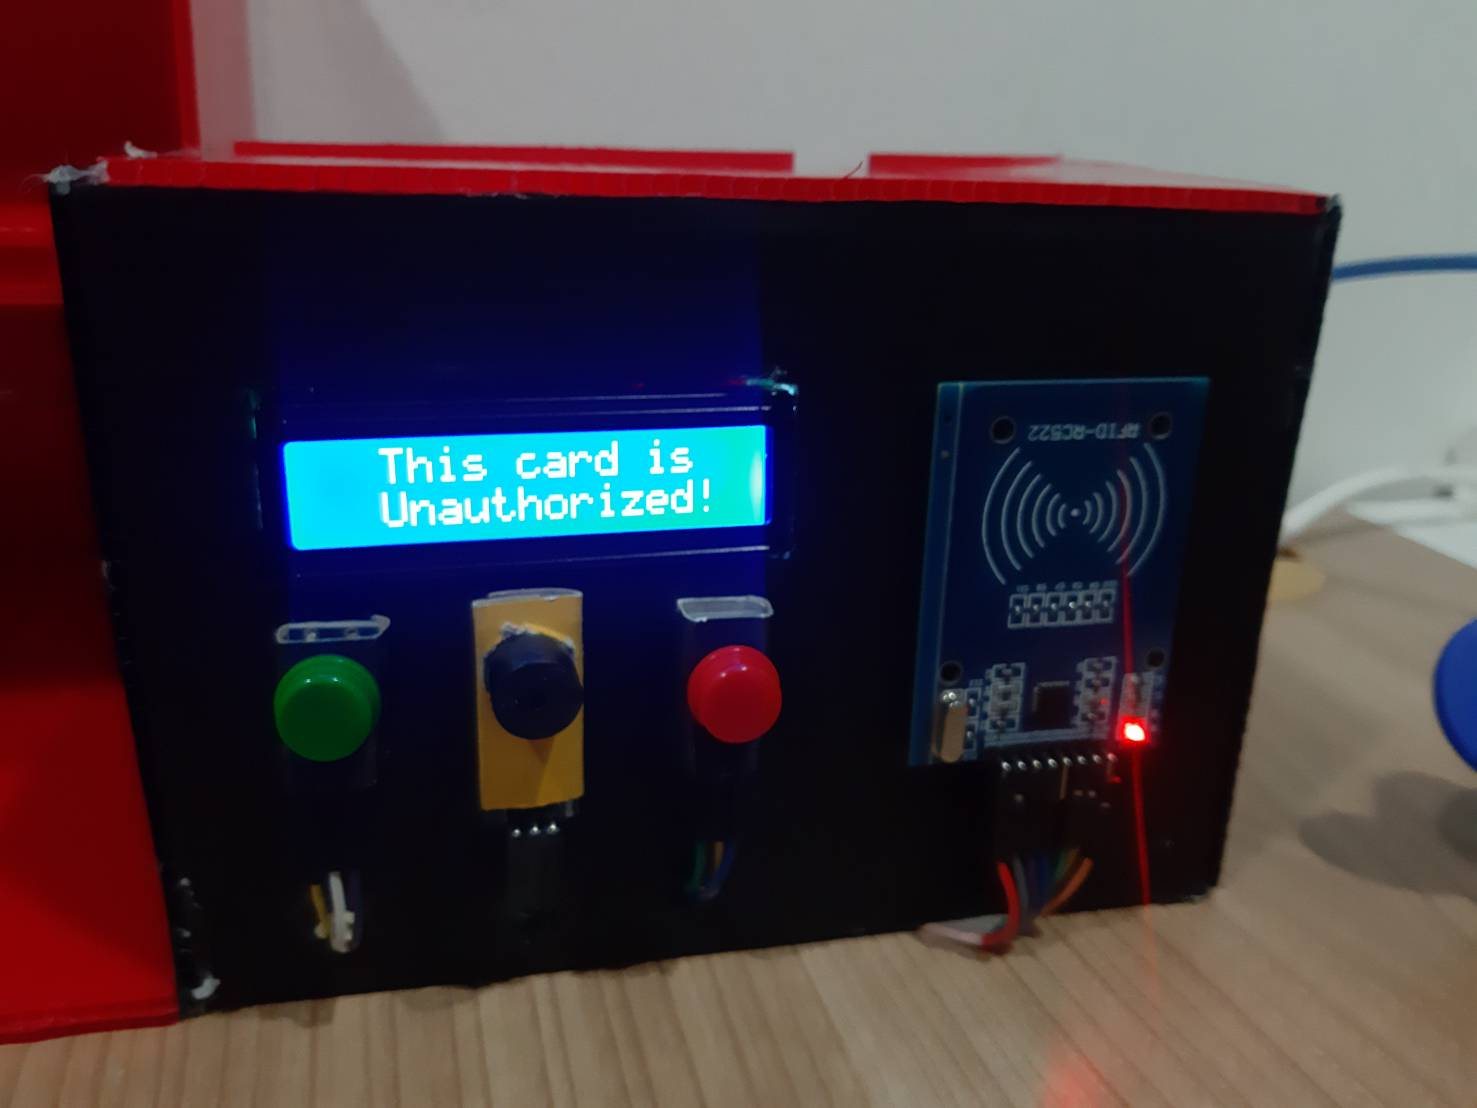 This card is
Unauthorized!
RFID-RC522